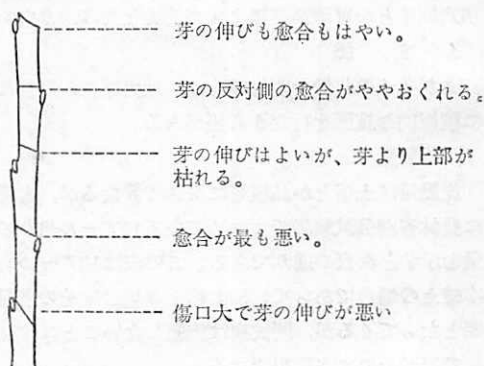 芽の伸びも愈合もはやい。
芽の反対側の愈合がややおくれる。
芽の伸びはよいが、芽より上部が
枯れる。
愈合が最も悪い。
傷口大で芽の伸びが悪い